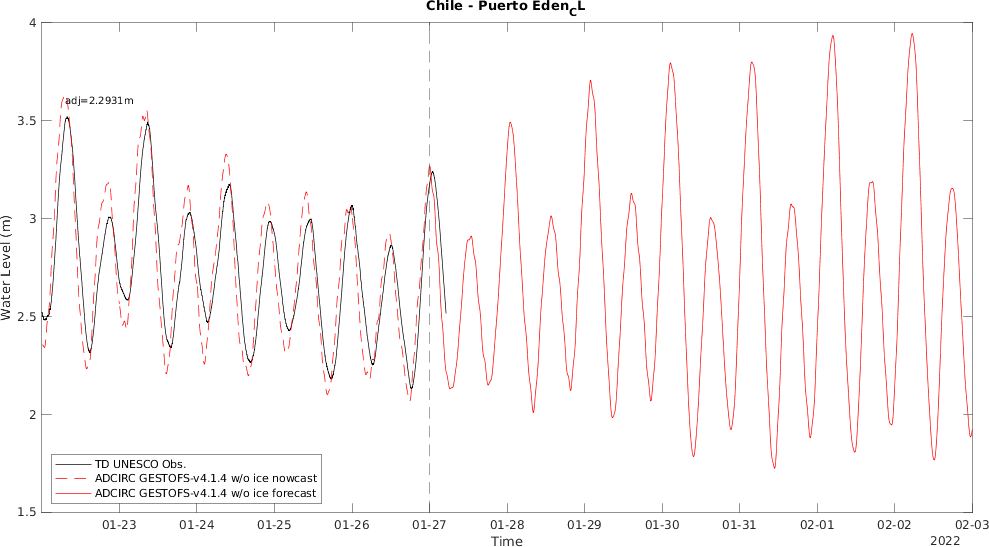 Chile - Puerto Eden_CL
4
3.5
3
2.5
2
1.5
Water Level (m)
adj=2.2931m
TD UNESCO Obs.
ADCIRC GESTOFS-v4.1.4 w/o ice nowcast
ADCIRC GESTOFS-v4.1.4 w/o ice forecast
01-23 01-24 01-25 01-26 01-27 01-28 01-29 01-30 01-31 02-01 02-02 02-03
Time
2022